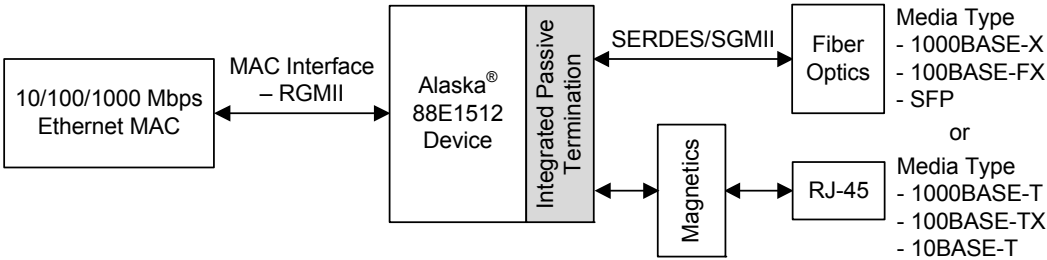 10/100/1000 Mbps
Ethernet MAC
MAC Interface
– RGMII
Alaska®
88E1512
Device
Integrated Passive
Termination
SERDES/SGMII
Fiber
Optics
Media Type
- 1000BASE-X
- 100BASE-FX
- SFP
or
Magnetics
RJ-45
Media Type
- 1000BASE-T
- 100BASE-TX
- 10BASE-T